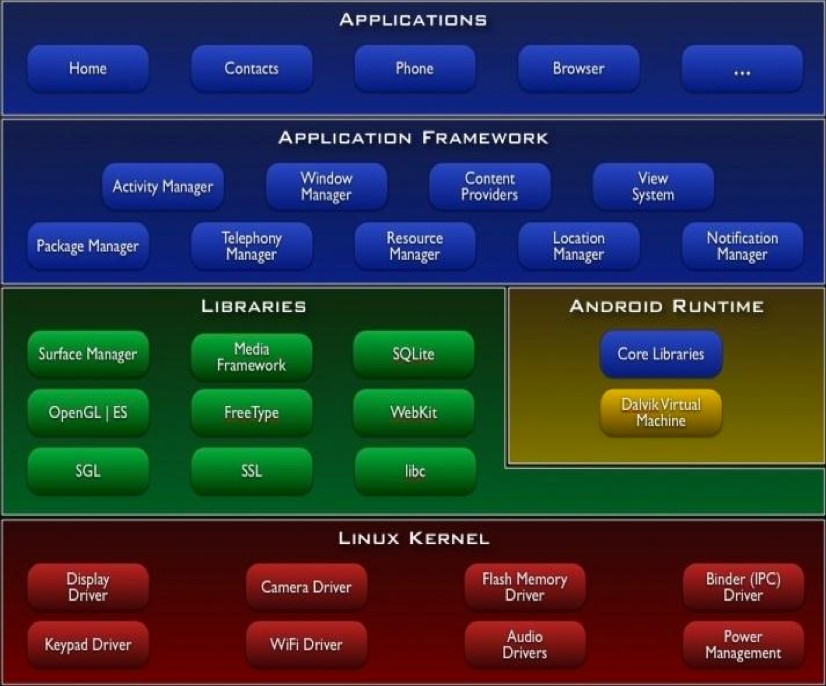 APPLICATIONS
Home
Contacts
Phone
Browser
...
APPLICATION FRAMEWORK
Activity Manager
Window
Manager
Content
Providers
View
System
Package Manager
Telephony
Manager
Resource
Manager
Location
Manager
Notification
Manager
LIBRARIES
Surface Manager
Media
Framework
SQLite
OpenGL | ES
FreeType
WebKit
SGL
SSL
libc
ANDROID RUNTIME
Core Libraries
Dalvik Virtual
Machine
LINUX KERNEL
Display
Driver
Camera Driver
Flash Memory
Driver
Binder (IPC)
Driver
Keypad Driver
WiFi Driver
Audio
Drivers
Power
Management